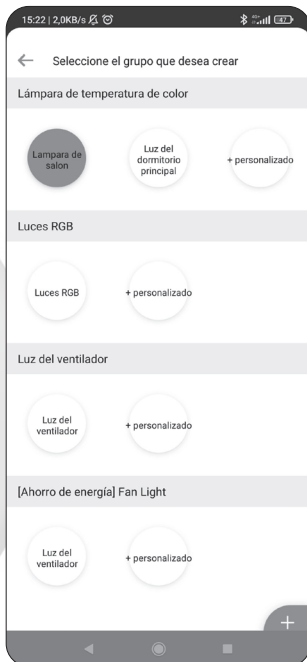 15:22 | 2,0KB/s
47
Seleccione el grupo que desea crear
Lámpara de temperatura de color
Lampara de
salon
Luz del
dormitorio
principal
+ personalizado
Luces RGB
Luces RGB
+ personalizado
Luz del ventilador
Luz del
ventilador
+ personalizado
[Ahorro de energía] Fan Light
Luz del
ventilador
+ personalizado
+